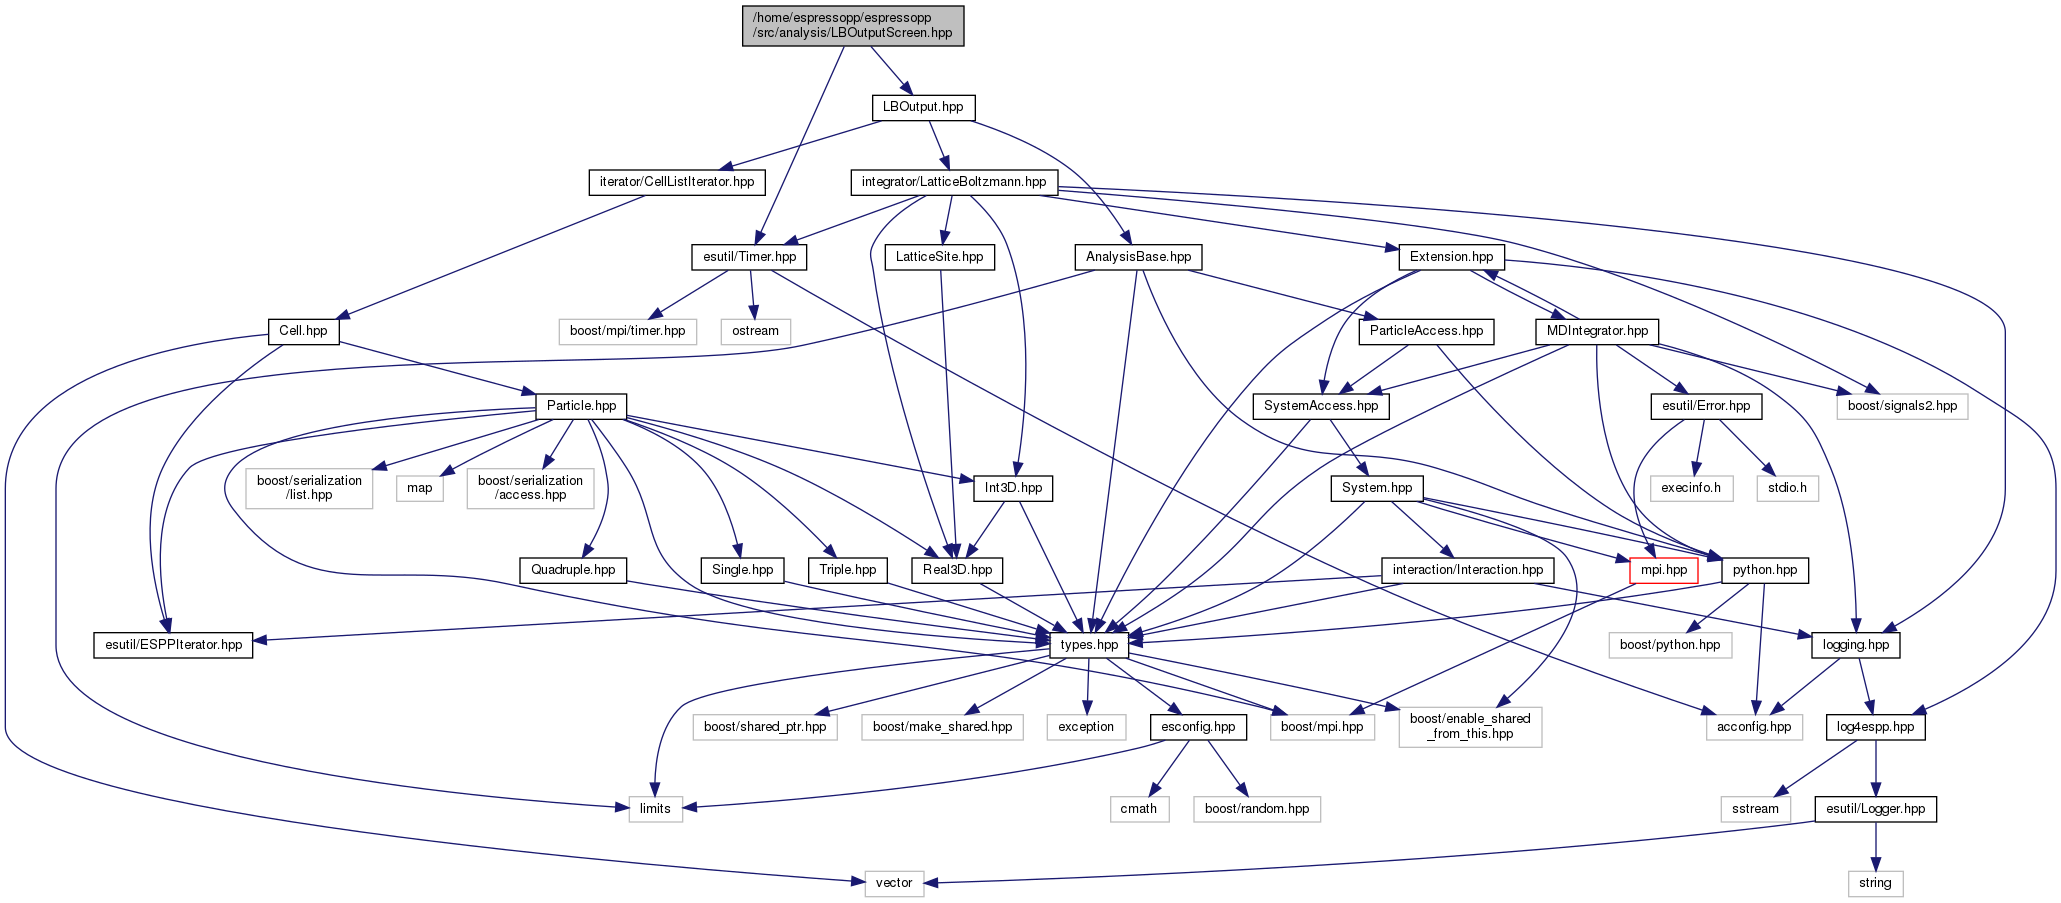 /home/espressopp/espressopp
/src/analysis/LBOutputScreen.hpp
LBOutput.hpp
iterator/CellListIterator.hpp
integrator/LatticeBoltzmann.hpp
esutil/Timer.hpp
LatticeSite.hpp
AnalysisBase.hpp
Extension.hpp
Cell.hpp
boost/mpi/timer.hpp
ostream
ParticleAccess.hpp
MDIntegrator.hpp
Particle.hpp
SystemAccess.hpp
esutil/Error.hpp
boost/signals2.hpp
boost/serialization
/list.hpp
map
boost/serialization
/access.hpp
Int3D.hpp
System.hpp
execinfo.h
stdio.h
Quadruple.hpp
Single.hpp
Triple.hpp
Real3D.hpp
interaction/Interaction.hpp
mpi.hpp
python.hpp
esutil/ESPPIterator.hpp
types.hpp
boost/python.hpp
logging.hpp
boost/shared_ptr.hpp
boost/make_shared.hpp
exception
esconfig.hpp
boost/mpi.hpp
boost/enable_shared
_from_this.hpp
acconfig.hpp
log4espp.hpp
limits
cmath
boost/random.hpp
sstream
esutil/Logger.hpp
vector
string